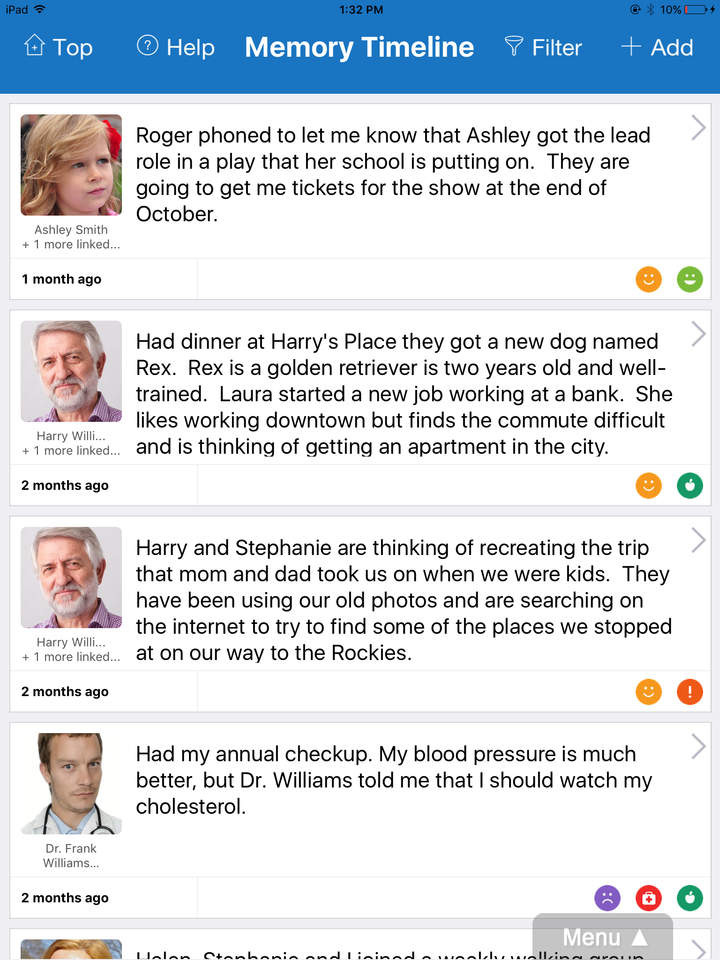 iPad 1:32 PM 10%
Top Help Memory Timeline Filter Add
Roger phoned to let me know that Ashley got the lead
role in a play that her school is putting on. They are
going to get me tickets for the show at the end of
October.
Ashley Smith
+ 1 more linked...
1 month ago
Had dinner at Harry's Place they got a new dog named
Rex. Rex is a golden retriever is two years old and well-
trained. Laura started a new job working at a bank. She
likes working downtown but finds the commute difficult
and is thinking of getting an apartment in the city.
Harry Willi...
+ 1 more linked...
2 months ago
Harry and Stephanie are thinking of recreating the trip
that mom and dad took us on when we were kids. They
have been using our old photos and are searching on
the internet to try to find some of the places we stopped
at on our way to the Rockies.
Harry Willi...
+ 1 more linked...
2 months ago
Had my annual checkup. My blood pressure is much
better, but Dr. Williams told me that I should watch my
cholesterol.
Dr. Frank
Williams...
2 months ago
Helen, Stephanie and I joined a weekly walking group
Menu ▲